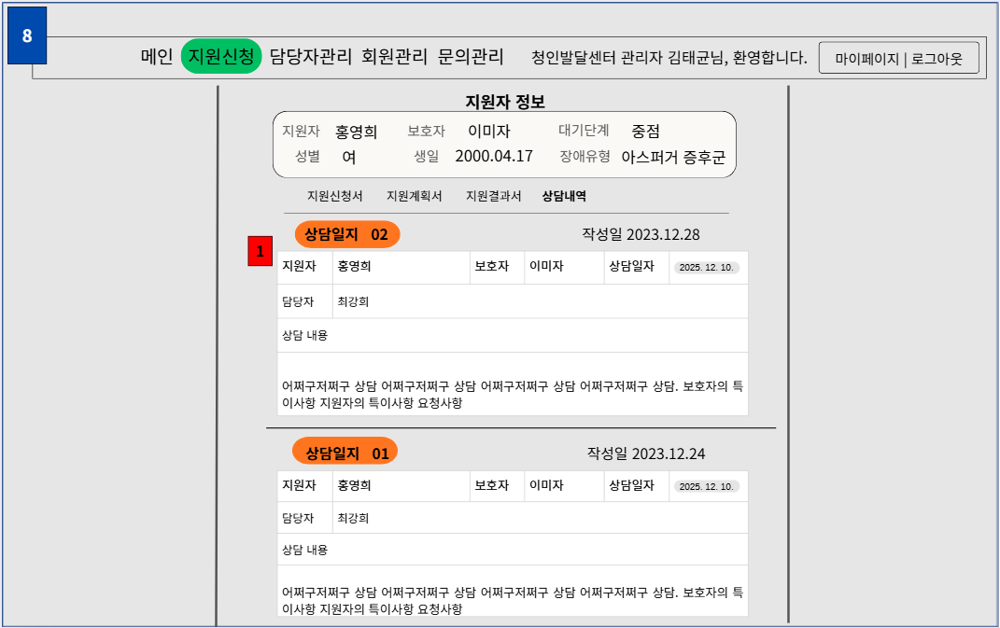 8
메인 지원신청 담당자관리 회원관리 문의관리 청인발달센터 관리자 김태균님, 환영합니다. 마이페이지 | 로그아웃
지원자 정보
지원자 홍영희 보호자 이미자 대기단계 중점
성별 여 생일 2000.04.17 장애유형 아스퍼거 증후군
지원신청서 지원계획서 지원결과서 상담내역
상담일지 02 작성일 2023.12.28
1
지원자 홍영희 보호자 이미자 상담일자 2025. 12. 10.
담당자 최강희
상담 내용
어쩌구저쩌구 상담 어쩌구저쩌구 상담 어쩌구저쩌구 상담 어쩌구저쩌구 상담. 보호자의 특
이사항 지원자의 특이사항 요청사항
상담일지 01 작성일 2023.12.24
지원자 홍영희 보호자 이미자 상담일자 2025. 12. 10.
담당자 최강희
상담 내용
어쩌구저쩌구 상담 어쩌구저쩌구 상담 어쩌구저쩌구 상담 어쩌구저쩌구 상담. 보호자의 특
이사항 지원자의 특이사항 요청사항